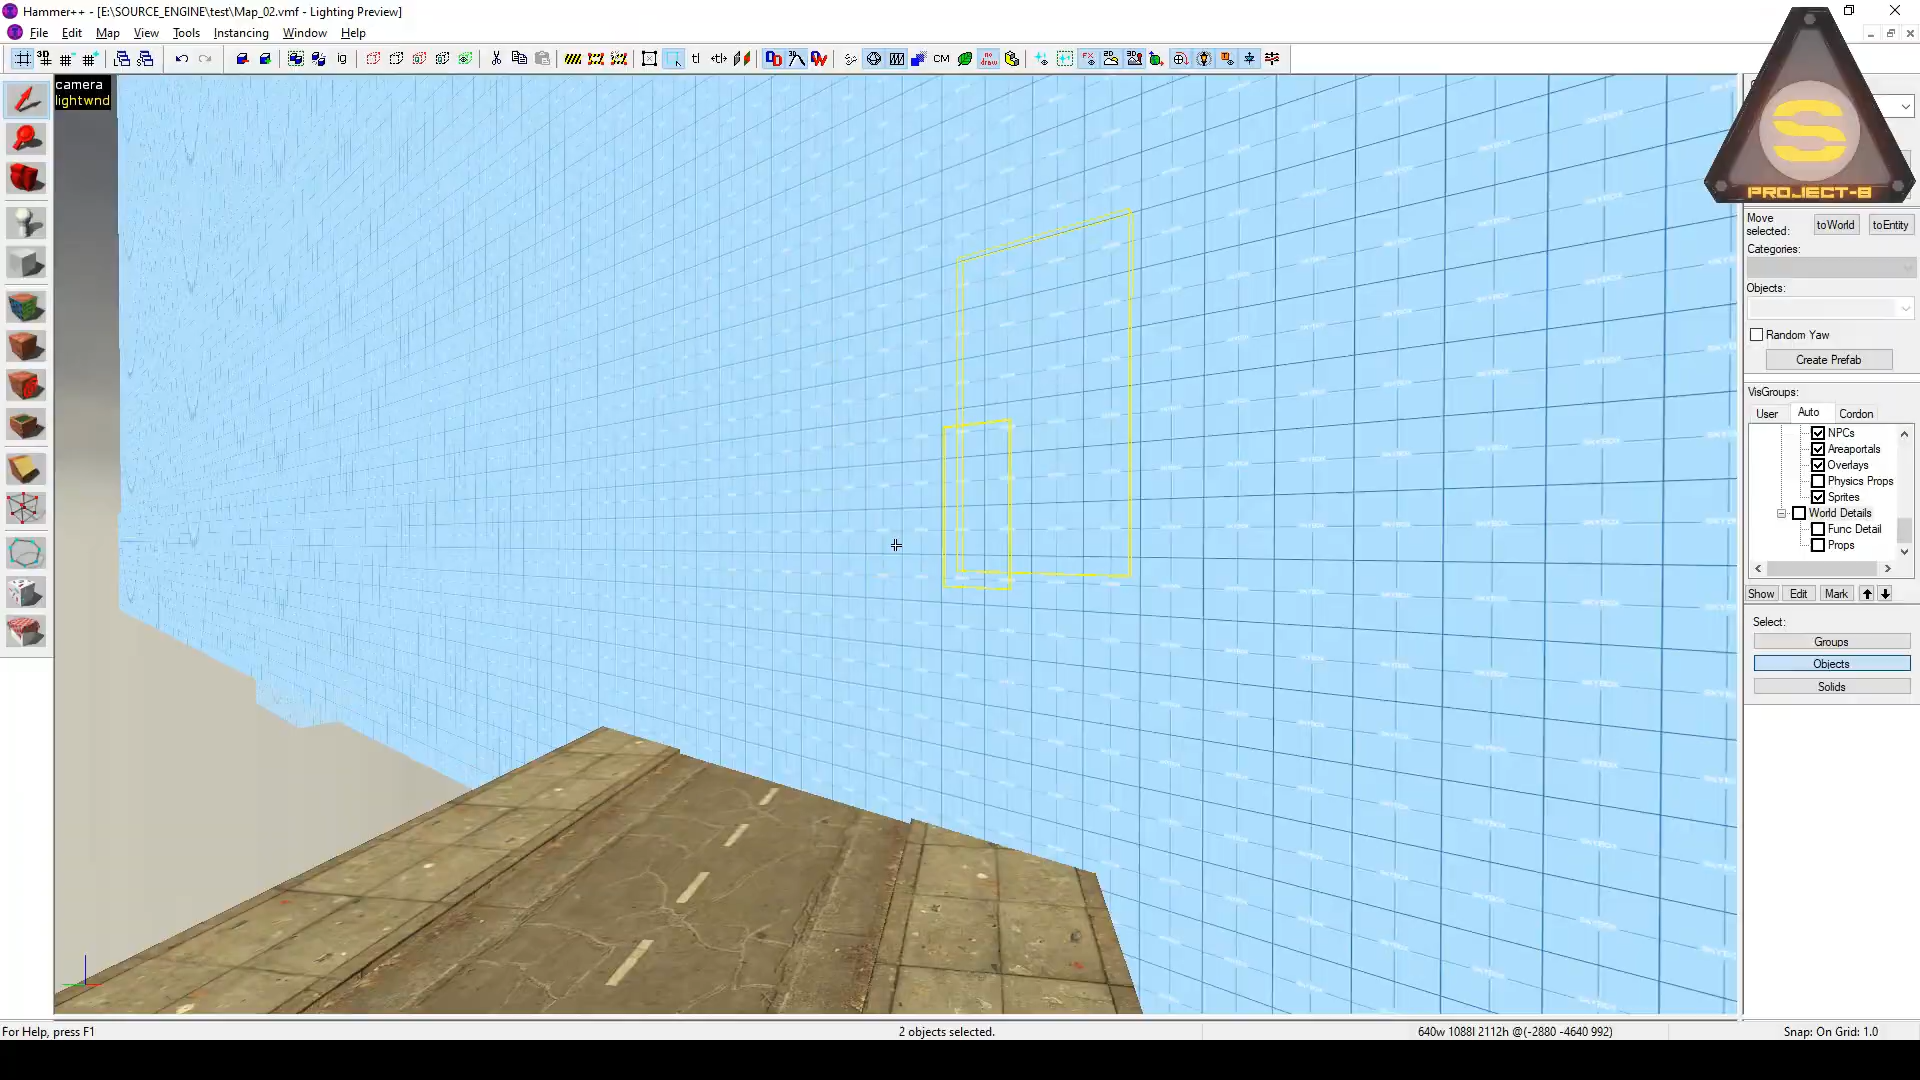 Hammer++ - [E:\SOURCE_ENGINE\test\Map_02.vmf - Lighting Preview]
File Edit Map View Tools Instancing Window Help
camera
lightwnd
PROJECT-8
Move
selected:
toWorld
toEntity
Categories:
Objects:
Random Yaw
Create Prefab
VisGroups:
User Auto Cordon
NPCs
Areaportals
Overlays
Physics Props
Sprites
World Details
Func Detail
Props
Show Edit Mark
Select:
Groups
Objects
Solids
For Help, press F1
2 objects selected.
640w 1088l 2112h @(-2880 -4640 992)
Snap: On Grid: 1.0